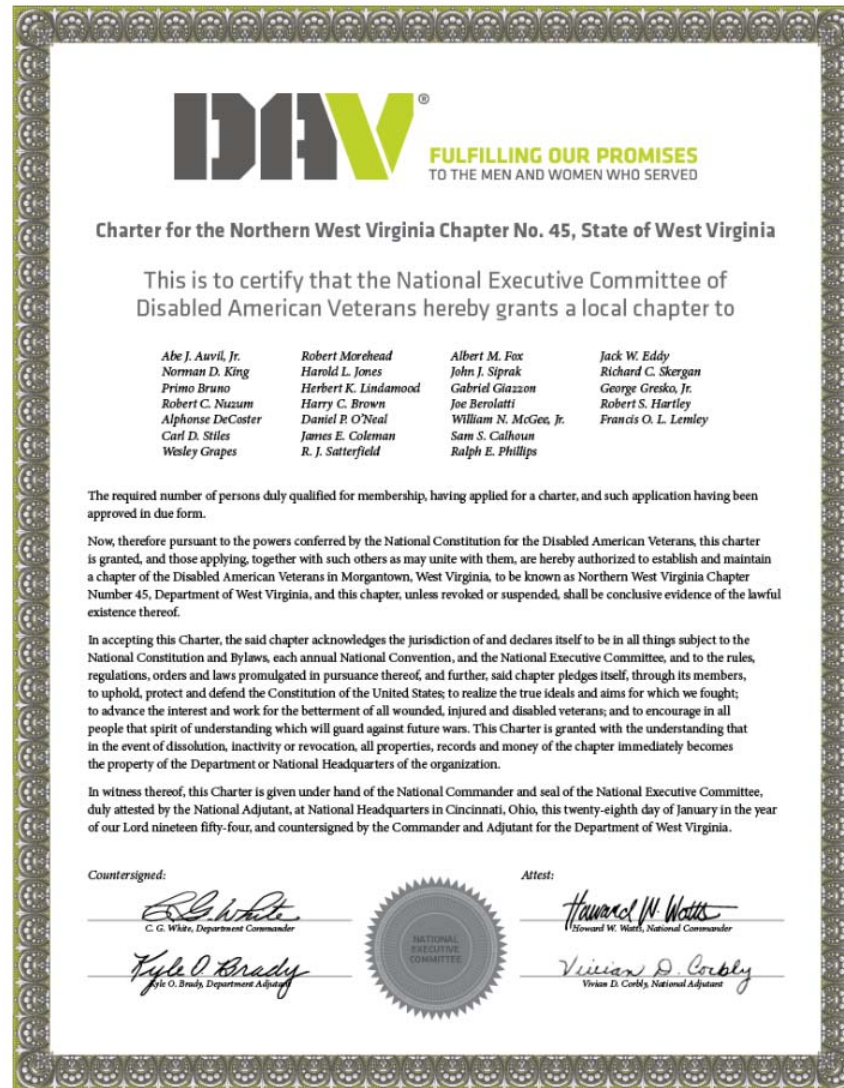 DAV®
FULFILLING OUR PROMISES
TO THE MEN AND WOMEN WHO SERVED
Charter for the Northern West Virginia Chapter No. 45, State of West Virginia
This is to certify that the National Executive Committee of
Disabled American Veterans hereby grants a local chapter to
Abe J. Auvil, Jr.
Norman D. King
Primo Bruno
Robert C. Nuzum
Alphonse DeCoster
Carl D. Stiles
Wesley Grapes
Robert Morehead
Harold L. Jones
Herbert K. Lindamood
Harry C. Brown
Daniel P. O'Neal
James E. Coleman
R. J. Satterfield
Albert M. Fox
John J. Siprak
Gabriel Giazzon
Joe Berolatti
William N. McGee, Jr.
Sam S. Calhoun
Ralph E. Phillips
Jack W. Eddy
Richard C. Skergan
George Gresko, Jr.
Robert S. Hartley
Francis O. L. Lemley
The required number of persons duly qualified for membership, having applied for a charter, and such application having been
approved in due form.
Now, therefore pursuant to the powers conferred by the National Constitution for the Disabled American Veterans, this charter
is granted, and those applying, together with such others as may unite with them, are hereby authorized to establish and maintain
a chapter of the Disabled American Veterans in Morgantown, West Virginia, to be known as Northern West Virginia Chapter
Number 45, Department of West Virginia, and this chapter, unless revoked or suspended, shall be conclusive evidence of the lawful
existence thereof.
In accepting this Charter, the said chapter acknowledges the jurisdiction of and declares itself to be in all things subject to the
National Constitution and Bylaws, each annual National Convention, and the National Executive Committee, and to the rules,
regulations, orders and laws promulgated in pursuance thereof, and further, said chapter pledges itself, through its members,
to uphold, protect and defend the Constitution of the United States; to realize the true ideals and aims for which we fought;
to advance the interest and work for the betterment of all wounded, injured and disabled veterans; and to encourage in all
people that spirit of understanding which will guard against future wars. This Charter is granted with the understanding that
in the event of dissolution, inactivity or revocation, all properties, records and money of the chapter immediately becomes
the property of the Department or National Headquarters of the organization.
In witness thereof, this Charter is given under hand of the National Commander and seal of the National Executive Committee,
duly attested by the National Adjutant, at National Headquarters in Cincinnati, Ohio, this twenty-eighth day of January in the year
of our Lord nineteen fifty-four, and countersigned by the Commander and Adjutant for the Department of West Virginia.
Countersigned:
C. G. White
C. G. White, Department Commander
Kyle O. Brady
Kyle O. Brady, Department Adjutant
NATIONAL
EXECUTIVE
COMMITTEE
Attest:
Howard W. Watts
Howard W. Watts, National Commander
Vivian D. Corbly
Vivian D. Corbly, National Adjutant